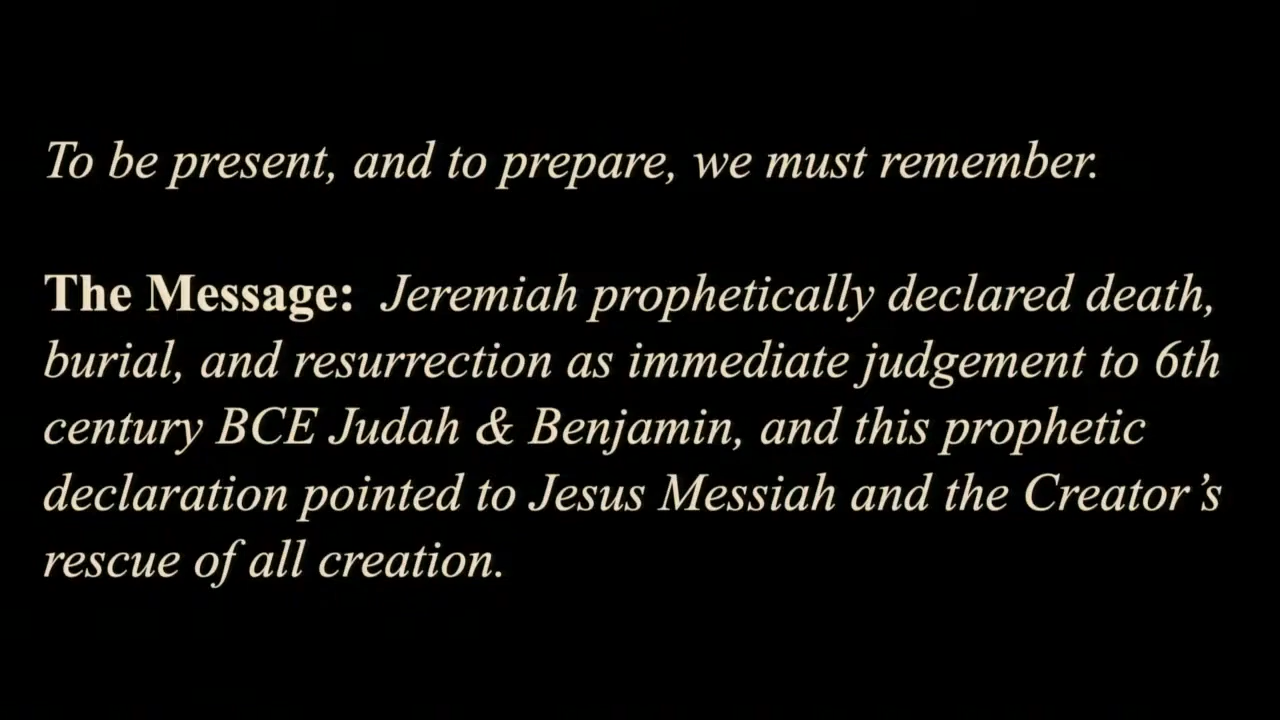 To be present, and to prepare, we must remember.
The Message: Jeremiah prophetically declared death,
burial, and resurrection as immediate judgement to 6th
century BCE Judah & Benjamin, and this prophetic
declaration pointed to Jesus Messiah and the Creator’s
rescue of all creation.